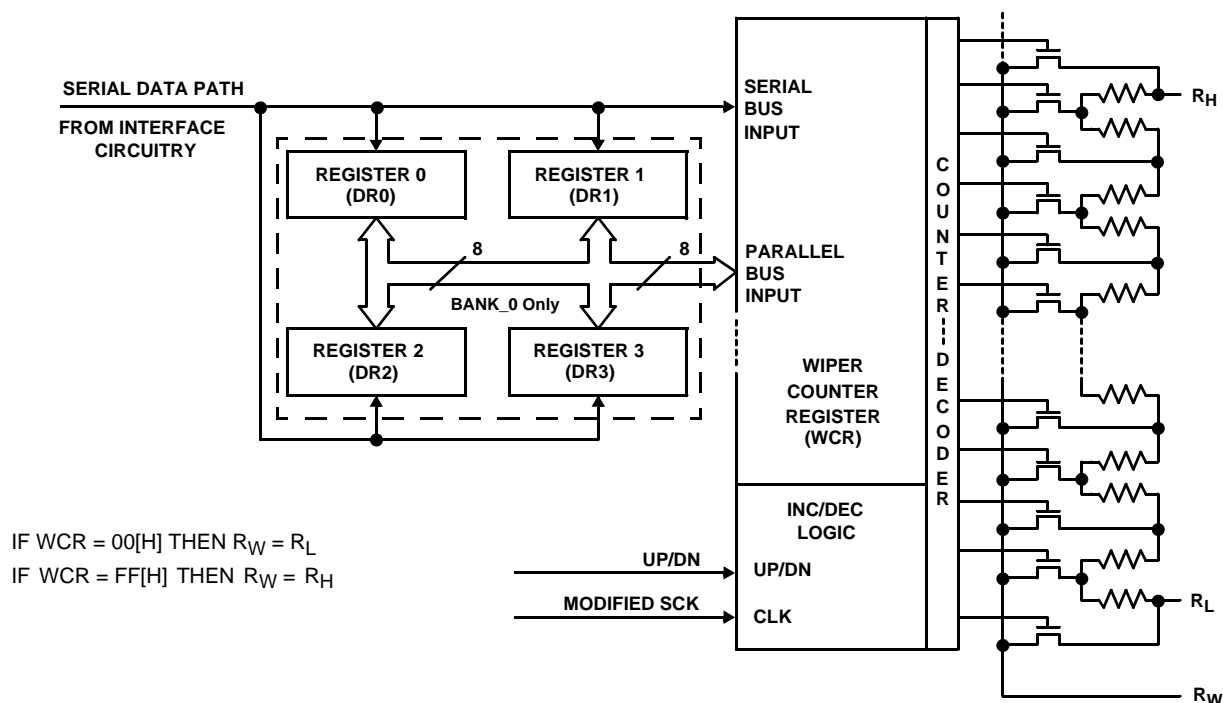 SERIAL DATA PATH
FROM INTERFACE
CIRCUITRY
REGISTER 0
(DR0)
REGISTER 1
(DR1)
8
8
BANK_0 Only
REGISTER 2
(DR2)
REGISTER 3
(DR3)
SERIAL
BUS
INPUT
PARALLEL
BUS
INPUT
WIPER
COUNTER
REGISTER
(WCR)
INC/DEC
LOGIC
UP/DN
UP/DN
MODIFIED SCK
CLK
COUNTER
DECODER
RH
RL
RW
IF WCR = 00[H] THEN RW = RL
IF WCR = FF[H] THEN RW = RH